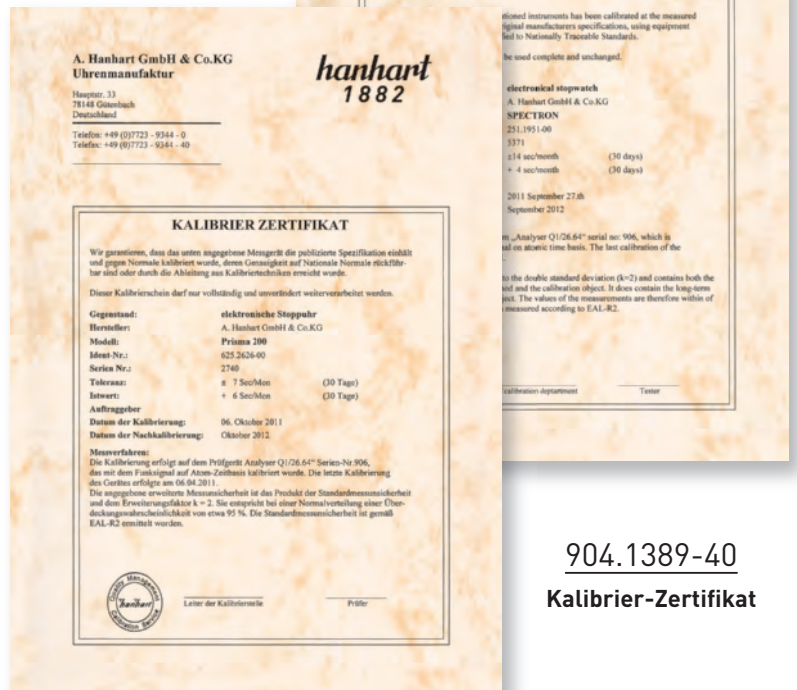 A. Hanhart GmbH & Co.KG
Uhrenmanufaktur
Hauptstr. 33
78148 Gütenbach
Deutschland
Telefon: +49 (0)7723 - 9344 - 0
Telefax: +49 (0)7723 - 9344 - 40
hanhart
1882
KALIBRIER ZERTIFIKAT
Wir garantieren, dass das unten angegebene Messgerät die publizierte Spezifikation einhält
und gegen Normale kalibriert wurde, deren Genauigkeit auf Nationale Normale rückführ-
bar sind oder durch die Ableitung aus Kalibriertechniken erreicht wurde.
Dieser Kalibrierschein darf nur vollständig und unverändert weiterverarbeitet werden.
Gegenstand: elektronische Stoppuhr
Hersteller: A. Hanhart GmbH & Co.KG
Modell: Prisma 200
Ident-Nr.: 625.2626-00
Serien Nr.: 2740
Toleranz: ± 7 Sec/Mon (30 Tage)
Istwert: + 6 Sec/Mon (30 Tage)
Auftraggeber
Datum der Kalibrierung: 06. Oktober 2011
Datum der Nachkalibrierung: Oktober 2012
Messverfahren:
Die Kalibrierung erfolgt auf dem Prüfgerät Analyser Q1/26.64“ Serien-Nr.906,
das mit dem Funksignal auf Atom-Zeitbasis kalibriert wurde. Die letzte Kalibrierung
des Gerätes erfolgte am 06.04.2011.
Die angegebene erweiterte Messunsicherheit ist das Produkt der Standardmessunsicherheit
und dem Erweiterungsfaktor k = 2. Sie entspricht bei einer Normalverteilung einer Über-
deckungswahrscheinlichkeit von etwa 95 %. Die Standardmessunsicherheit ist gemäß
EAL-R2 ermittelt worden.
Quality Management
hanhart
Calibration Service
Leiter der Kalibrierstelle Prüfer
tioned instruments has been calibrated at the measured
iginal manufacturers specifications, using equipment
fied to Nationally Traceable Standards.
be used complete and unchanged.
electronical stopwatch
A. Hanhart GmbH & Co.KG
SPECTRON
251.1951-00
5371
±14 sec/month (30 days)
+ 4 sec/month (30 days)
2011 September 27.th
September 2012
m „Analyser Q1/26.64“ serial no: 906, which is
al on atomic time basis. The last calibration of the
to the double standard deviation (k=2) and contains both the
od and the calibration object. It does contain the long-term
ject. The values of the measurements are therefore within of
measured according to EAL-R2.
calibration department Tester
904.1389-40
Kalibrier-Zertifikat